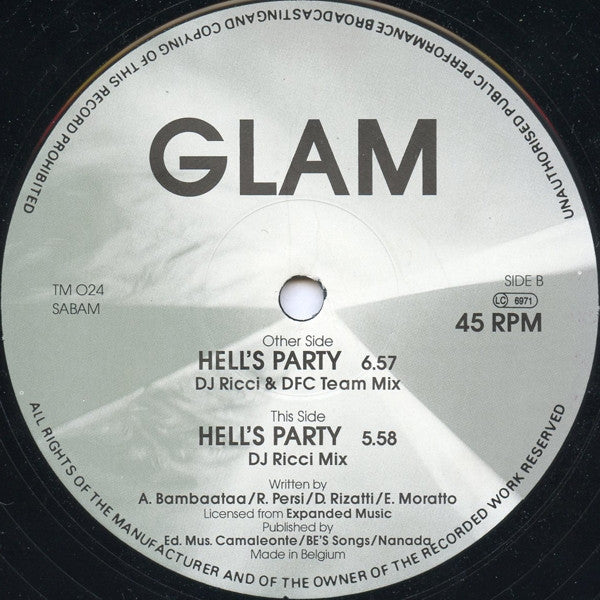 UNAUTHORISED PUBLIC PERFORMANCE BROADCASTING AND COPYING OF THIS RECORD PROHIBITED
GLAM
TM 024
SABAM
SIDE B
LC 6971
45 RPM
Other Side
HELL'S PARTY 6.57
DJ Ricci & DFC Team Mix
This Side
HELL'S PARTY 5.58
DJ Ricci Mix
Written by
A. Bambaataa/R. Persi/D. Rizatti/E. Moratto
Licensed from Expanded Music
Published by
Ed. Mus. Camaleonte/BE'S Songs/Nanada
Made in Belgium
ALL RIGHTS OF THE MANUFACTURER AND OF THE OWNER OF THE RECORDED WORK RESERVED